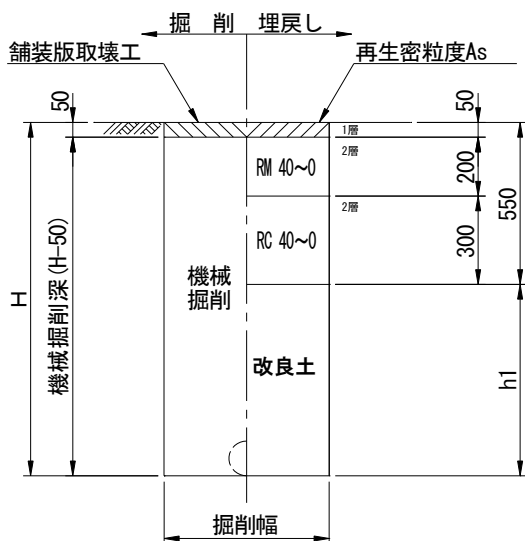 掘 削 埋戻し
舗装版取壊工
再生密粒度As
50
50
1層
2層
RM 40~0
200
550
2層
RC 40~0
300
機械
掘削
H
機械掘削深(H-50)
改良土
h1
掘削幅